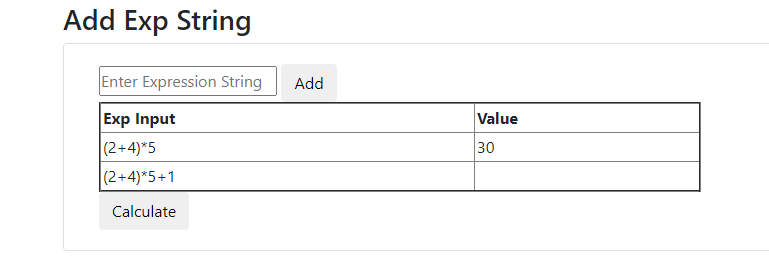 Add Exp String
Enter Expression String Add
Exp Input Value
(2+4)*5 30
(2+4)*5+1
Calculate